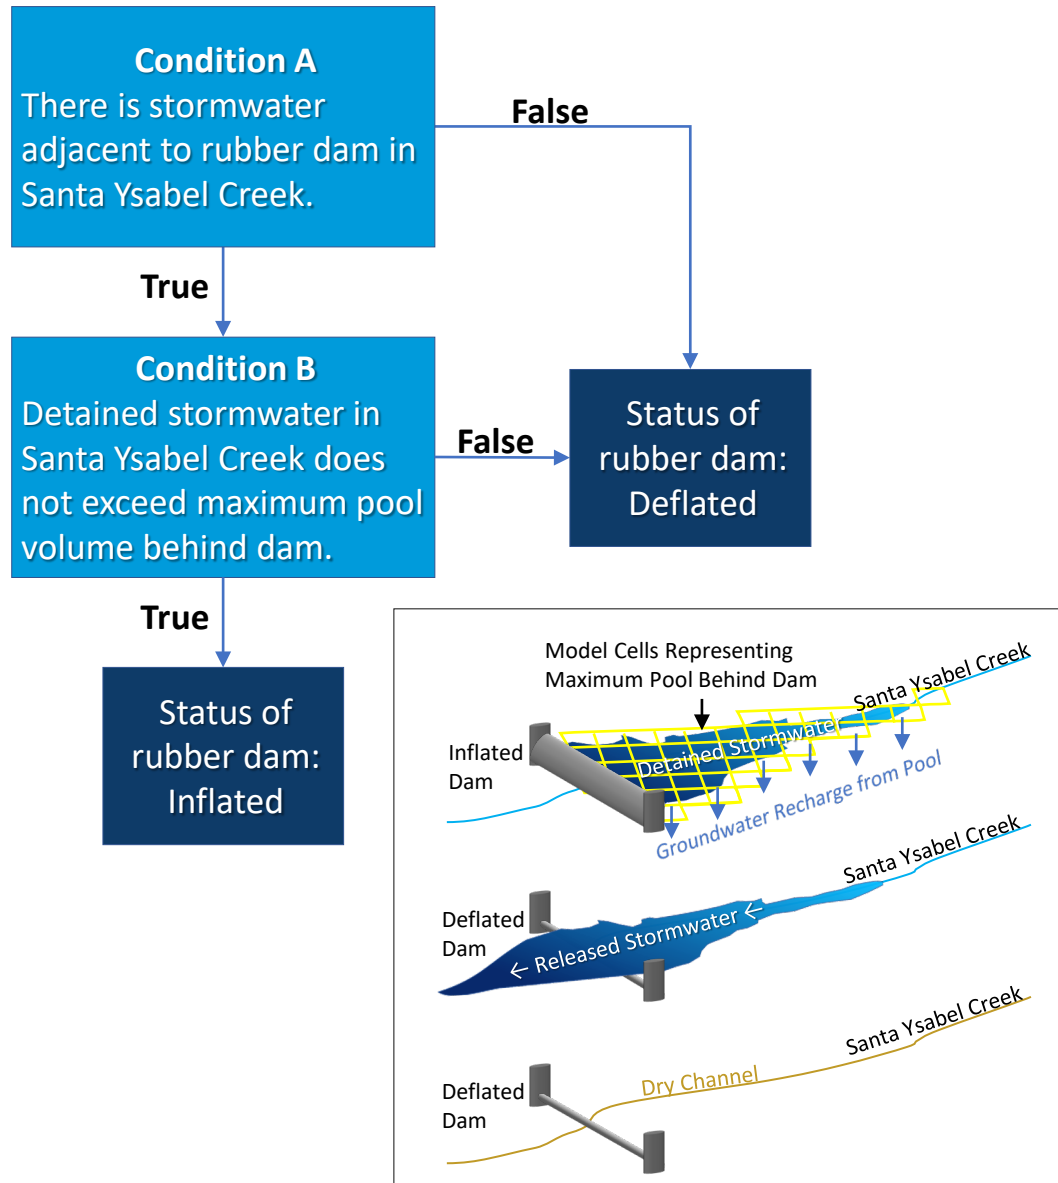 Condition A
There is stormwater
adjacent to rubber dam in
Santa Ysabel Creek.
False
True
Condition B
Detained stormwater in
Santa Ysabel Creek does
not exceed maximum pool
volume behind dam.
False
Status of
rubber dam:
Deflated
True
Status of
rubber dam:
Inflated
Model Cells Representing
Maximum Pool Behind Dam
Santa Ysabel Creek
Inflated
Dam
Detained Stormwater
Groundwater Recharge from Pool
Santa Ysabel Creek
Deflated
Dam
← Released Stormwater ←
Santa Ysabel Creek
Deflated
Dam
Dry Channel